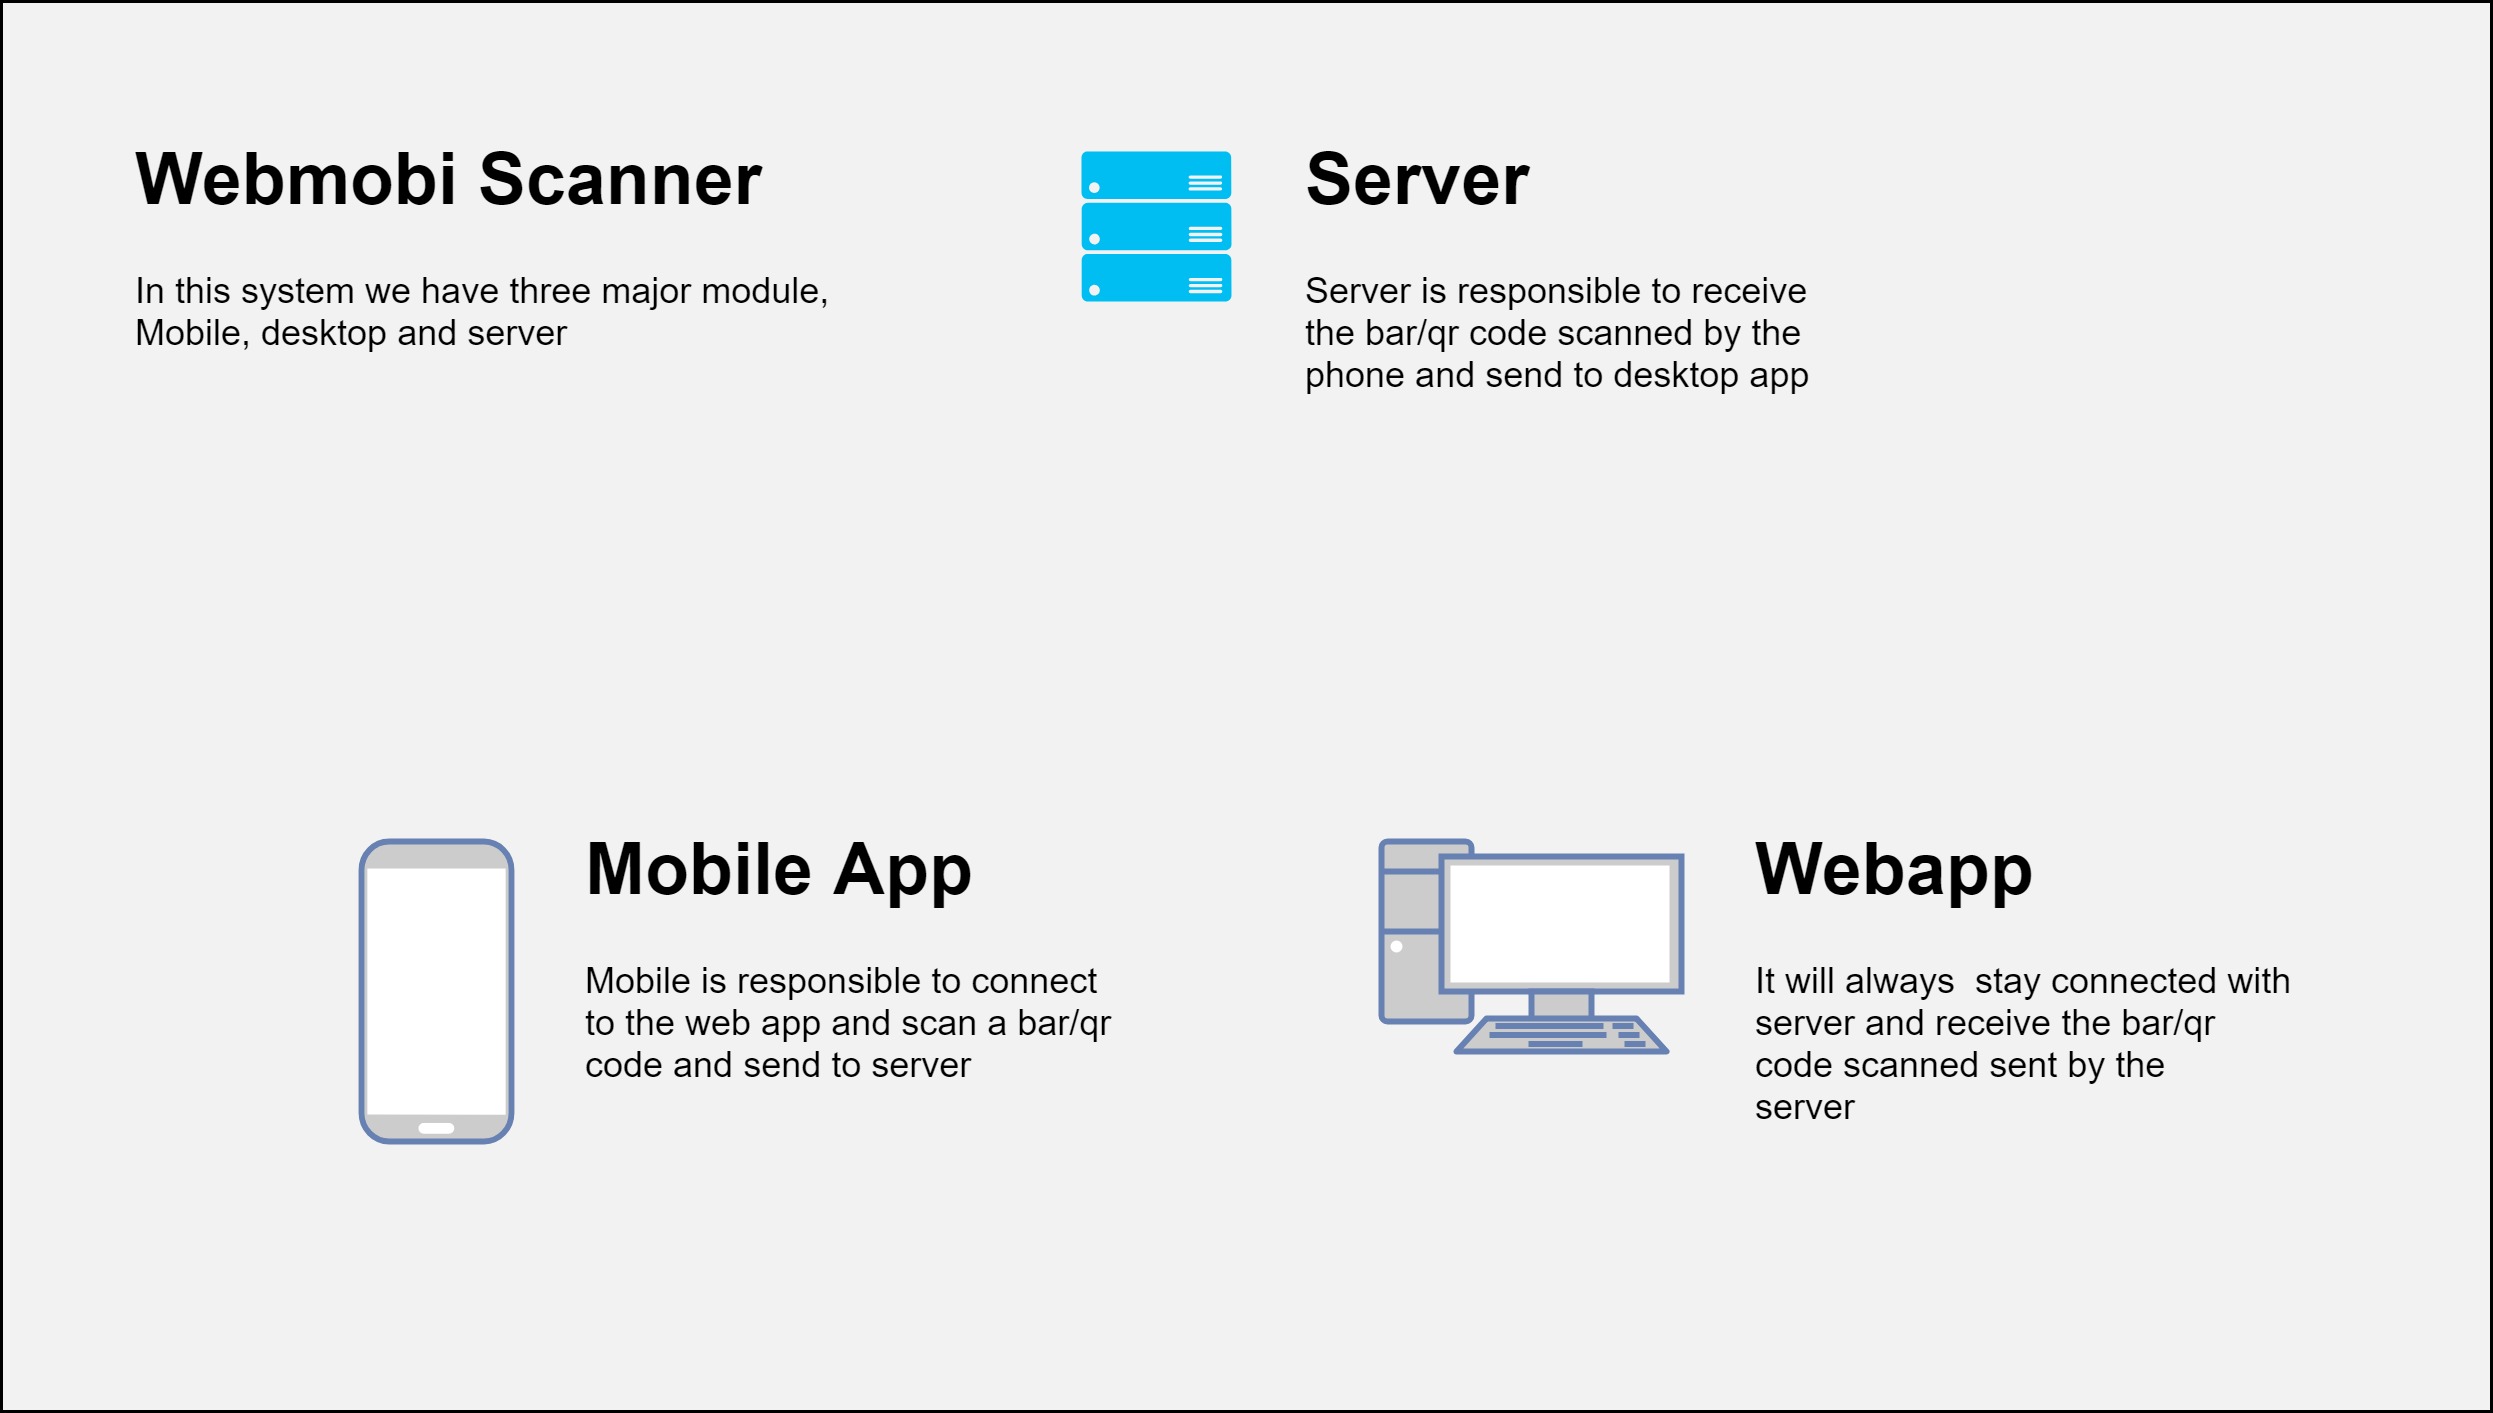 Webmobi Scanner
In this system we have three major module,
Mobile, desktop and server
Server
Server is responsible to receive
the bar/qr code scanned by the
phone and send to desktop app
Mobile App
Mobile is responsible to connect
to the web app and scan a bar/qr
code and send to server
Webapp
It will always  stay connected with
server and receive the bar/qr
code scanned sent by the
server